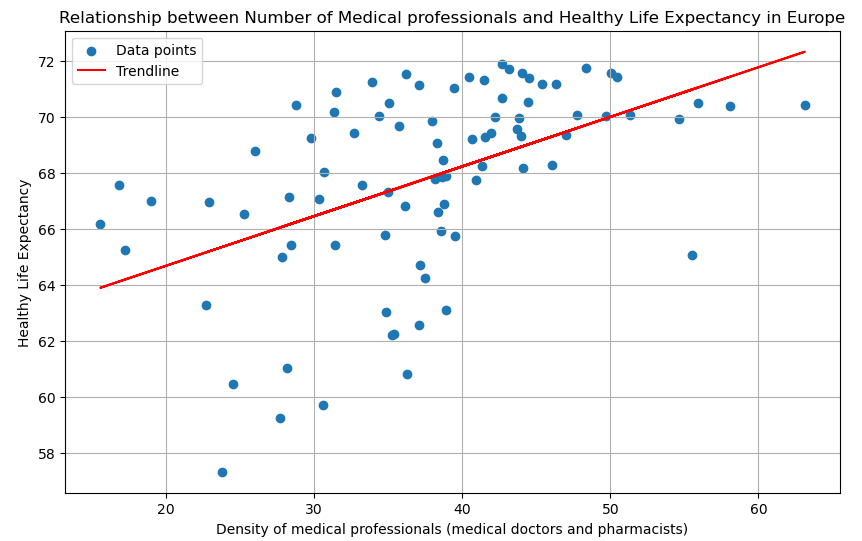 Relationship between Number of Medical professionals and Healthy Life Expectancy in Europe
Data points
Trendline
72
70
68
66
64
62
60
58
Healthy Life Expectancy
20 30 40 50 60
Density of medical professionals (medical doctors and pharmacists)